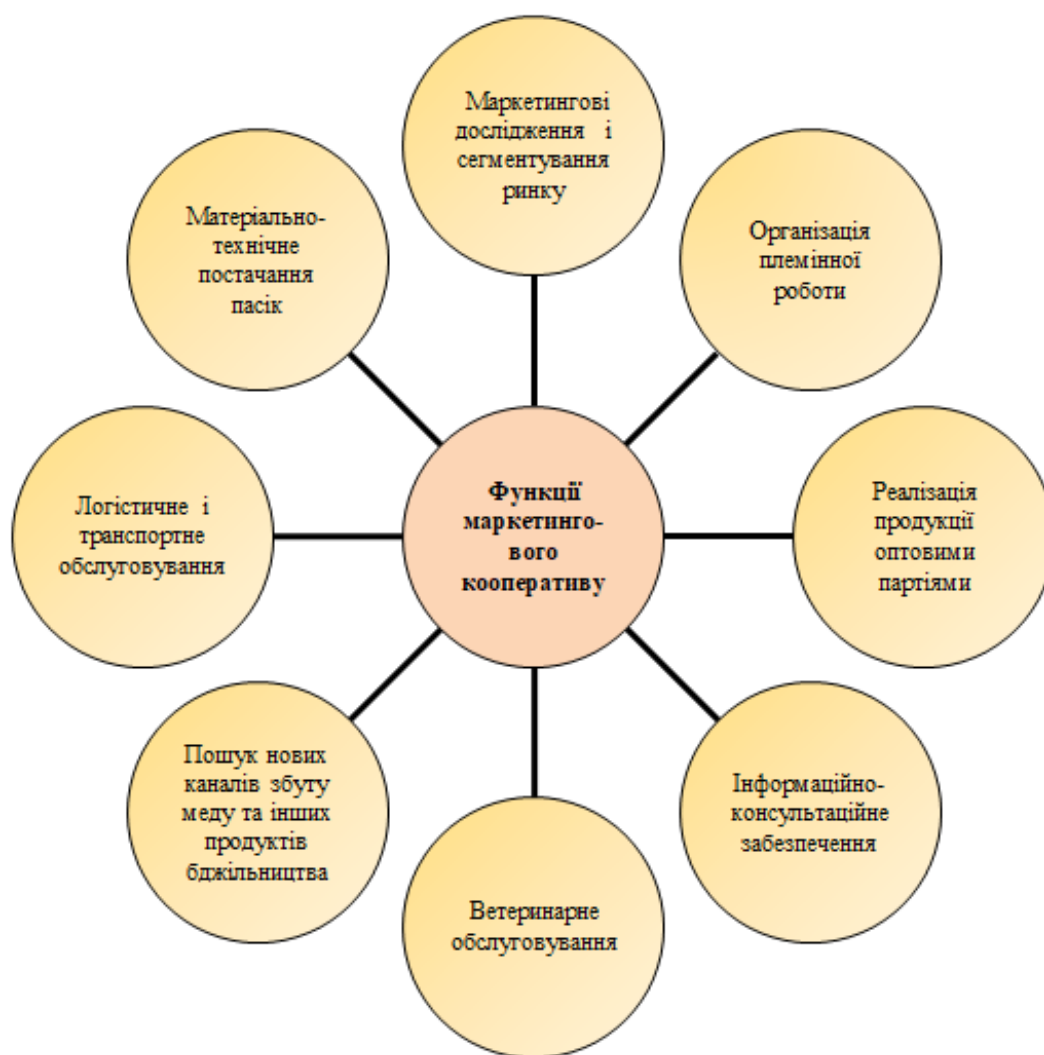 Маркетингові
дослідження і
сегментування
ринку
Організація
племінної
роботи
Реалізація
продукції
оптовими
партіями
Інформаційно-
консультаційне
забезпечення
Ветеринарне
обслуговування
Пошук нових
каналів збуту
меду та інших
продуктів
бджільництва
Логістичне і
транспортне
обслуговування
Матеріально-
технічне
постачання
пасік
Функції
маркетинго-
вого
кооперативу